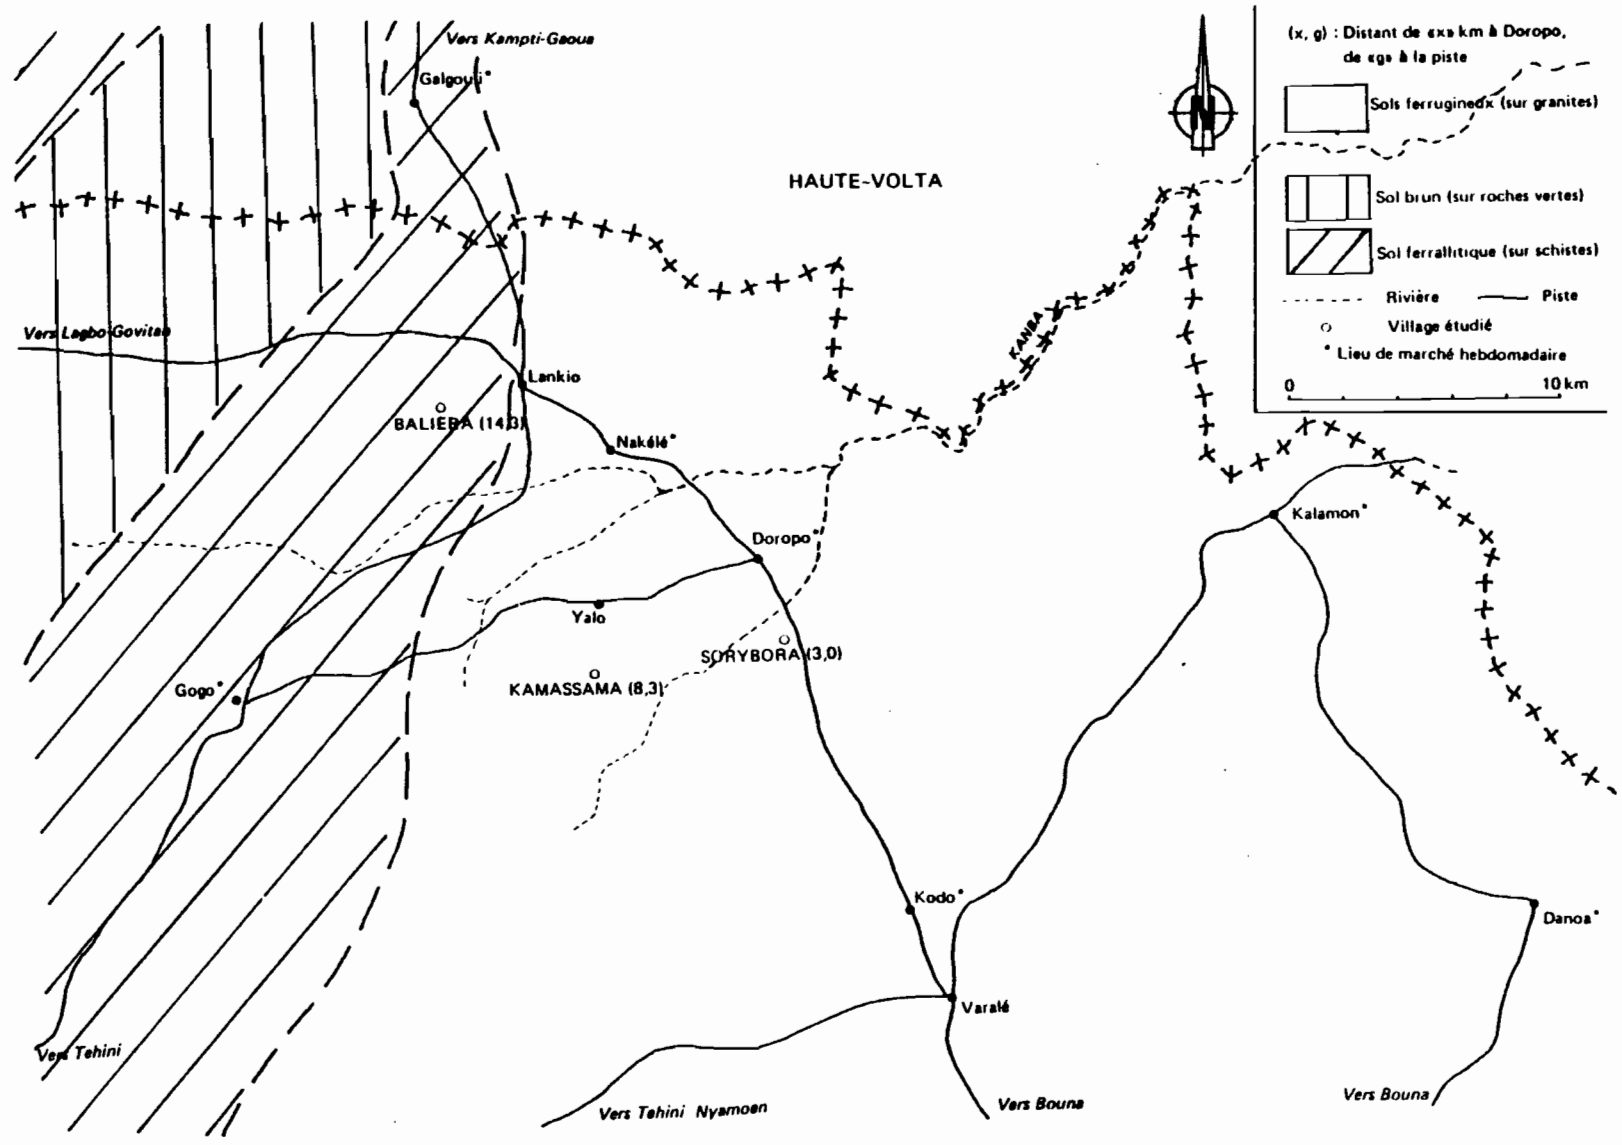 Vers Kampti-Gaoua
Galgouli*
HAUTE-VOLTA
(x, g) : Distant de «x» km à Doropo,
de «g» à la piste
Sols ferrugineux (sur granites)
Sol brun (sur roches vertes)
Sol ferrallitique (sur schistes)
Rivière
Piste
Village étudié
* Lieu de marché hebdomadaire
0
10 km
N
KANBA
Vers Lagbo-Govitan
Lankio
BALIERA (14,3)
Nakélé*
Doropo*
Kalamon*
Yalo
SORYBORA (3,0)
KAMASSAMA (8,3)
Gogo*
Kodo*
Danoa*
Varalé
Vers Tehini
Vers Tehini Nyamoen
Vers Bouna
Vers Bouna